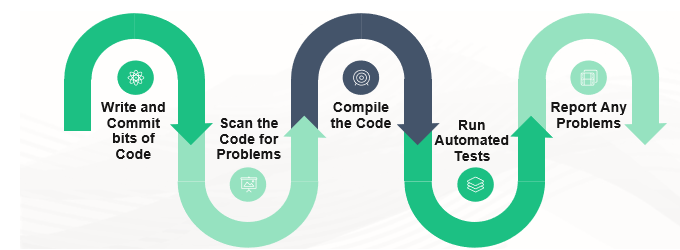 Write and
Commit
bits of
Code
Scan the
Code for
Problems
Compile
the Code
Run
Automated
Tests
Report Any
Problems